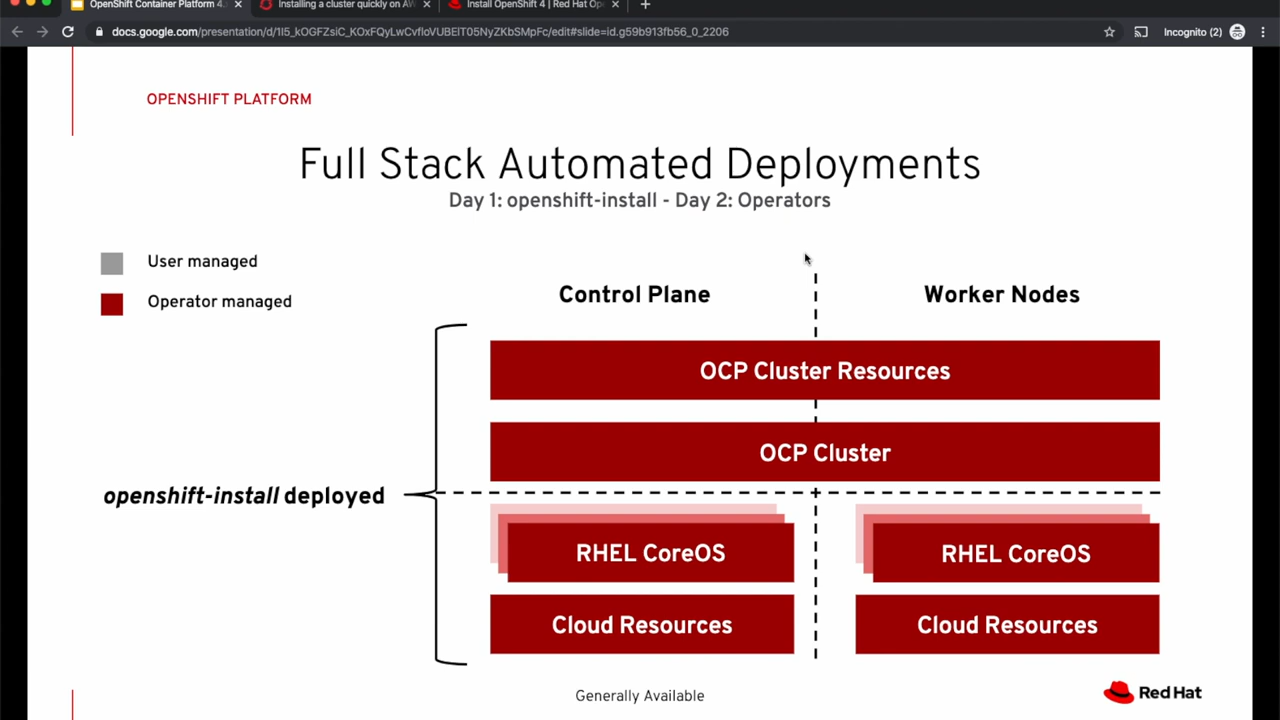 OpenShift Container Platform 4.
Installing a cluster quickly on AW
Install OpenShift 4 | Red Hat Ope
docs.google.com/presentation/d/1I5_kOGFZsiC_KOxFQyLwCvfloVUBEIT05NyZKbSMpFc/edit#slide=id.g59b913fb56_0_2206
Incognito (2)
OPENSHIFT PLATFORM
Full Stack Automated Deployments
Day 1: openshift-install - Day 2: Operators
User managed
Operator managed
Control Plane
Worker Nodes
OCP Cluster Resources
OCP Cluster
openshift-install deployed
RHEL CoreOS
RHEL CoreOS
Cloud Resources
Cloud Resources
Generally Available
Red Hat